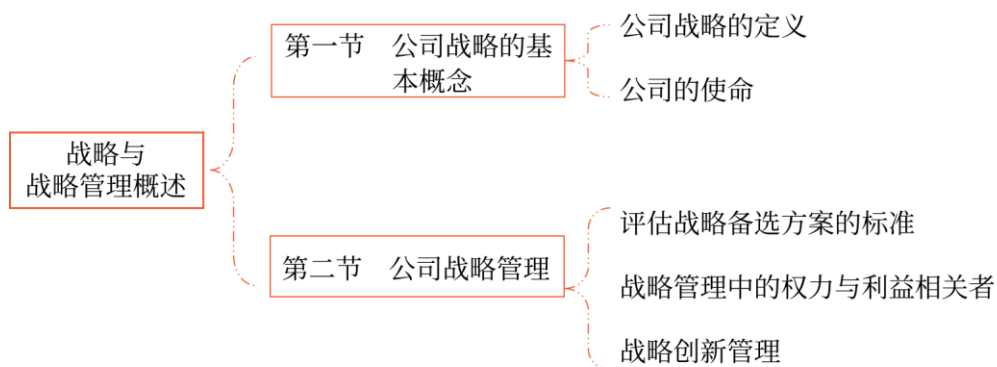 战略与
战略管理概述
第一节 公司战略的基
本概念
公司战略的定义
公司的使命
第二节 公司战略管理
评估战略备选方案的标准
战略管理中的权力与利益相关者
战略创新管理